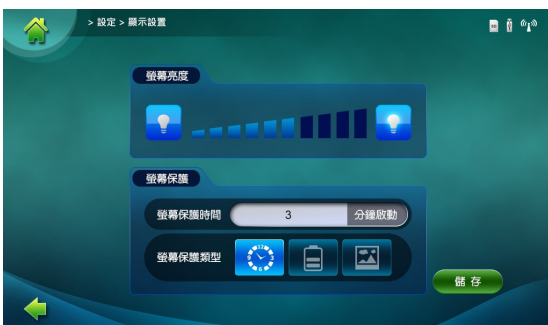 > 設定 > 顯示設置
螢幕亮度
螢幕保護
螢幕保護時間 3 分鐘啟動
螢幕保護類型
儲存